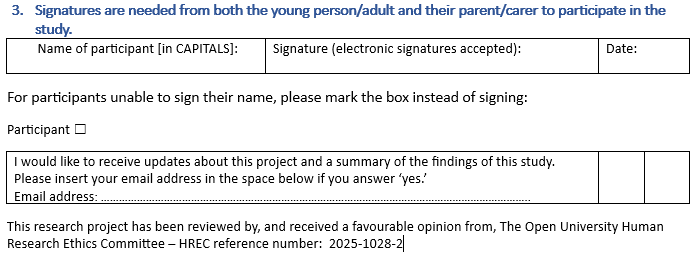 3. Signatures are needed from both the young person/adult and their parent/carer to participate in the
study.
Name of participant [in CAPITALS]: Signature (electronic signatures accepted): Date:
For participants unable to sign their name, please mark the box instead of signing:
Participant ☐
I would like to receive updates about this project and a summary of the findings of this study.
Please insert your email address in the space below if you answer ‘yes.’
Email address: ....................................................................................................
This research project has been reviewed by, and received a favourable opinion from, The Open University Human
Research Ethics Committee – HREC reference number: 2025-1028-2